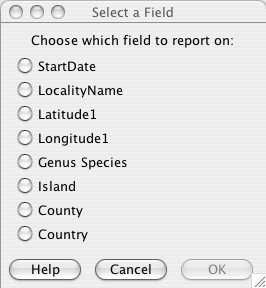 Select a Field
Choose which field to report on:
StartDate
LocalityName
Latitude1
Longitude1
Genus Species
Island
County
Country
Help Cancel OK